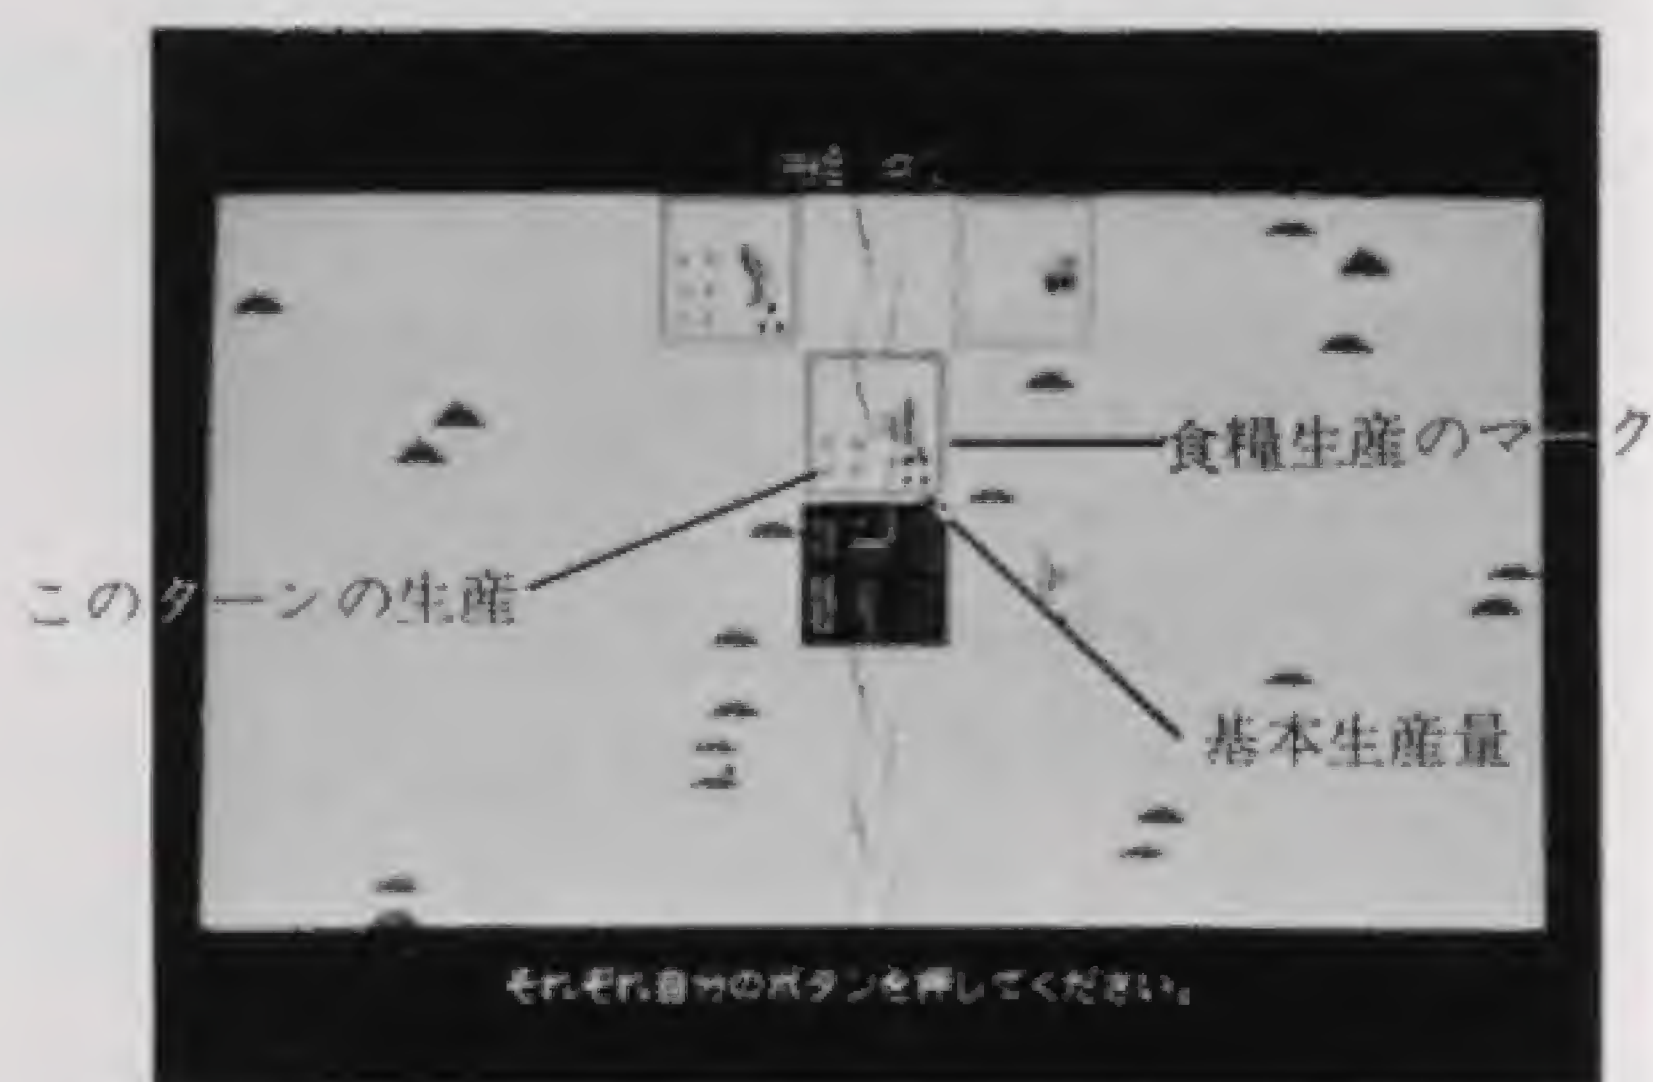 食糧生産のマーク
このターンの生産
基本生産量
それぞれ自分のボタンを押してください。